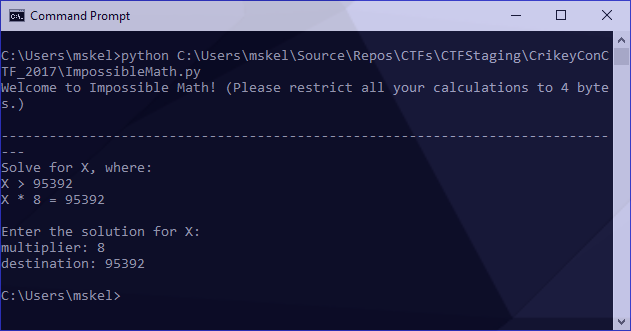 Command Prompt
C:\Users\mskel>python C:\Users\mskel\Source\Repos\CTFs\CTFStaging\CrikeyConC
TF_2017\ImpossibleMath.py
Welcome to Impossible Math! (Please restrict all your calculations to 4 byte
s.)
----------------------------------------------------------------------------
---
Solve for X, where:
X > 95392
X * 8 = 95392
Enter the solution for X:
multiplier: 8
destination: 95392
C:\Users\mskel>